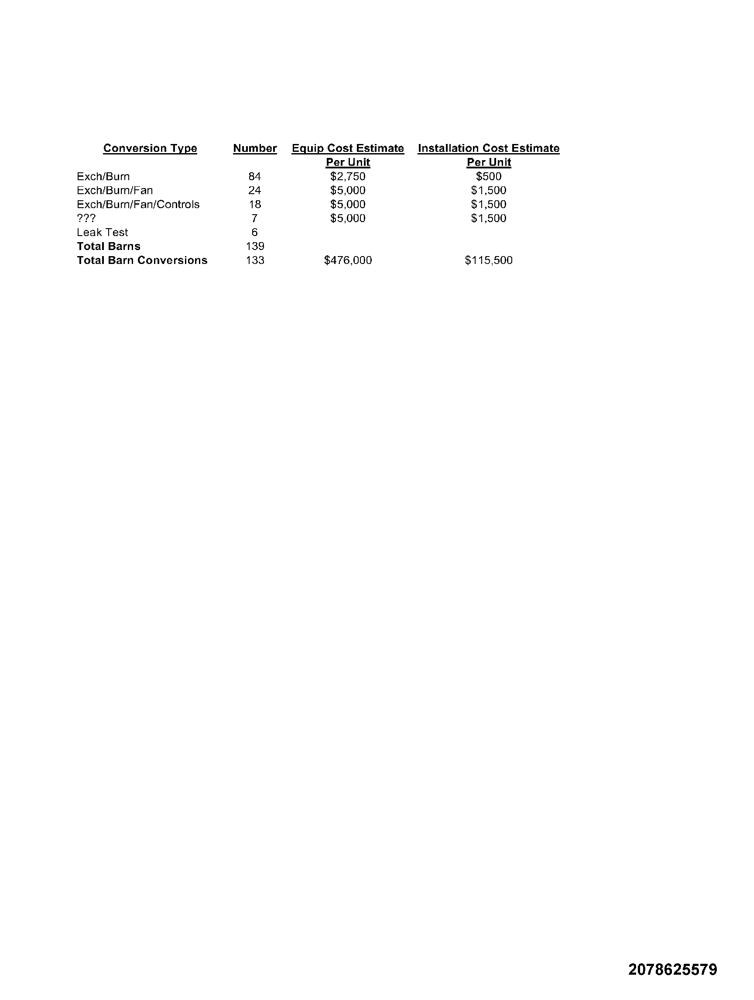 Conversion Type Number Equip Cost Estimate Installation Cost Estimate
Per Unit Per Unit
Exch/Burn 84 $2,750 $500
Exch/Burn/Fan 24 $5,000 $1,500
Exch/Burn/Fan/Controls 18 $5,000 $1,500
??? 7 $5,000 $1,500
Leak Test 6
Total Barns 139
Total Barn Conversions 133 $476,000 $115,500
2078625579